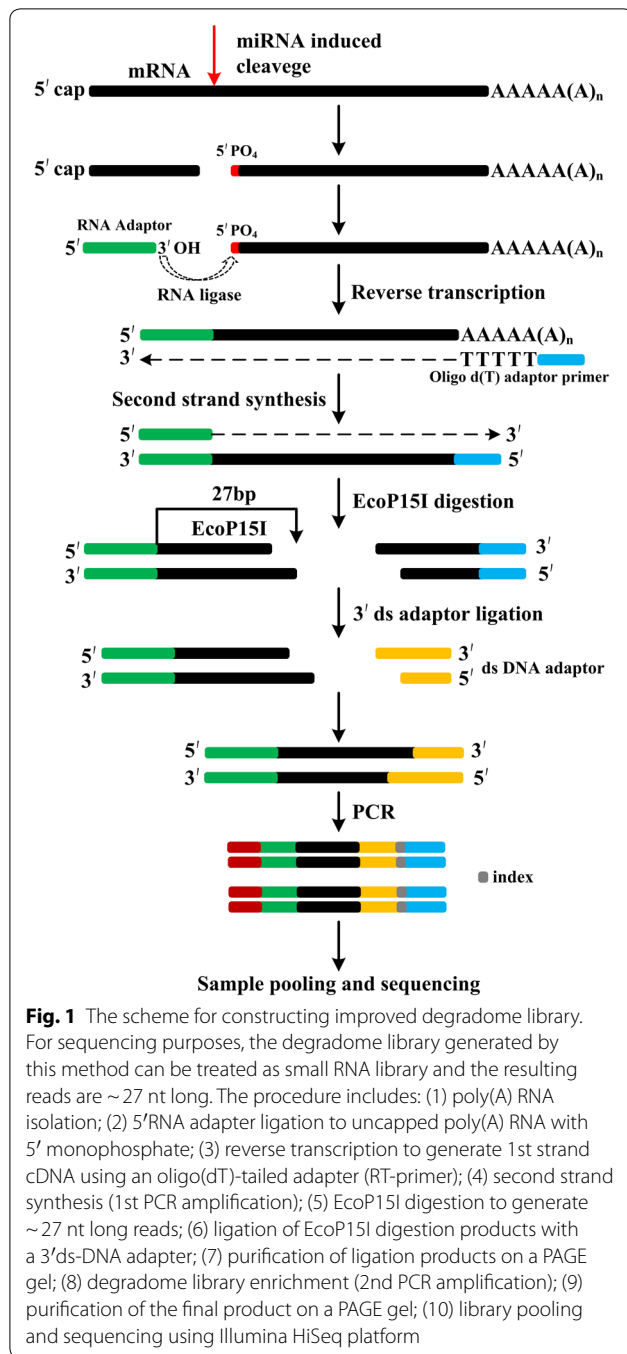 miRNA induced
cleavege
mRNA
5′ cap
AAAAA(A)n
5′ PO4
5′ cap
AAAAA(A)n
RNA Adaptor
5′ PO4
5′
3′ OH
AAAAA(A)n
RNA ligase
Reverse transcription
5′
AAAAA(A)n
3′
TTTTT
Oligo d(T) adaptor primer
Second strand synthesis
5′
3′
3′
5′
27bp
EcoP15I digestion
EcoP15I
5′
3′
3′
5′
3′ ds adaptor ligation
5′
3′
ds DNA adaptor
3′
5′
5′
3′
3′
5′
PCR
index
Sample pooling and sequencing
Fig. 1 The scheme for constructing improved degradome library.
For sequencing purposes, the degradome library generated by
this method can be treated as small RNA library and the resulting
reads are ~ 27 nt long. The procedure includes: (1) poly(A) RNA
isolation; (2) 5′RNA adapter ligation to uncapped poly(A) RNA with
5′ monophosphate; (3) reverse transcription to generate 1st strand
cDNA using an oligo(dT)-tailed adapter (RT-primer); (4) second strand
synthesis (1st PCR amplification); (5) EcoP15I digestion to generate
~ 27 nt long reads; (6) ligation of EcoP15I digestion products with
a 3′ds-DNA adapter; (7) purification of ligation products on a PAGE
gel; (8) degradome library enrichment (2nd PCR amplification); (9)
purification of the final product on a PAGE gel; (10) library pooling
and sequencing using Illumina HiSeq platform